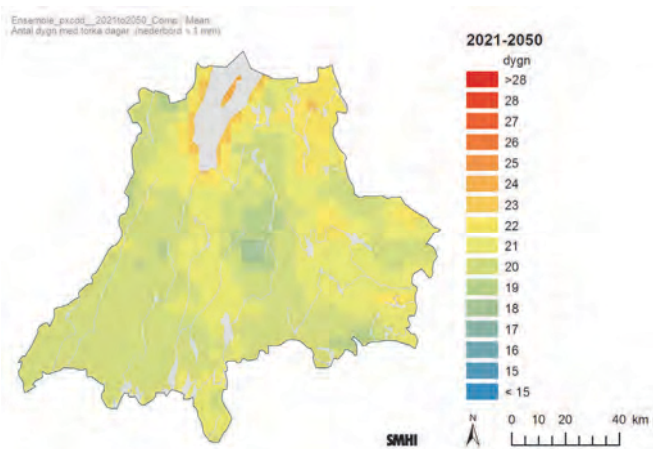 Ensemble_pxcdd__2021to2050_Comp Mean
Antal dygn med torka dagar (nederbörd < 1 mm)
2021-2050
dygn
>28
28
27
26
25
24
23
22
21
20
19
18
17
16
15
< 15
N
0 10 20 40 km
SMHI